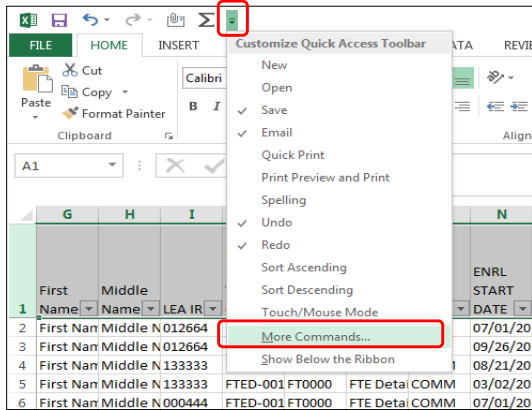 FILE HOME INSERT ATA REVIE
Customize Quick Access Toolbar
New
Open
Save
Email
Quick Print
Print Preview and Print
Spelling
Undo
Redo
Sort Ascending
Sort Descending
Touch/Mouse Mode
More Commands...
Show Below the Ribbon
Paste
Cut
Copy
Format Painter
Clipboard
Calibri
B I
Align
A1
G H I N
1 First Name Middle Name LEA IR ENRL START DATE
2 First Nam Middle N 012664 07/01/20
3 First Nam Middle N 012664 09/26/20
4 First Nam Middle N 133333 08/21/20
5 First Nam Middle N 133333 FTED-001 FT0000 FTE Detai COMM 03/02/20
6 First Nam Middle N 000444 FTED-001 FT0000 FTE Detai COMM 07/01/20